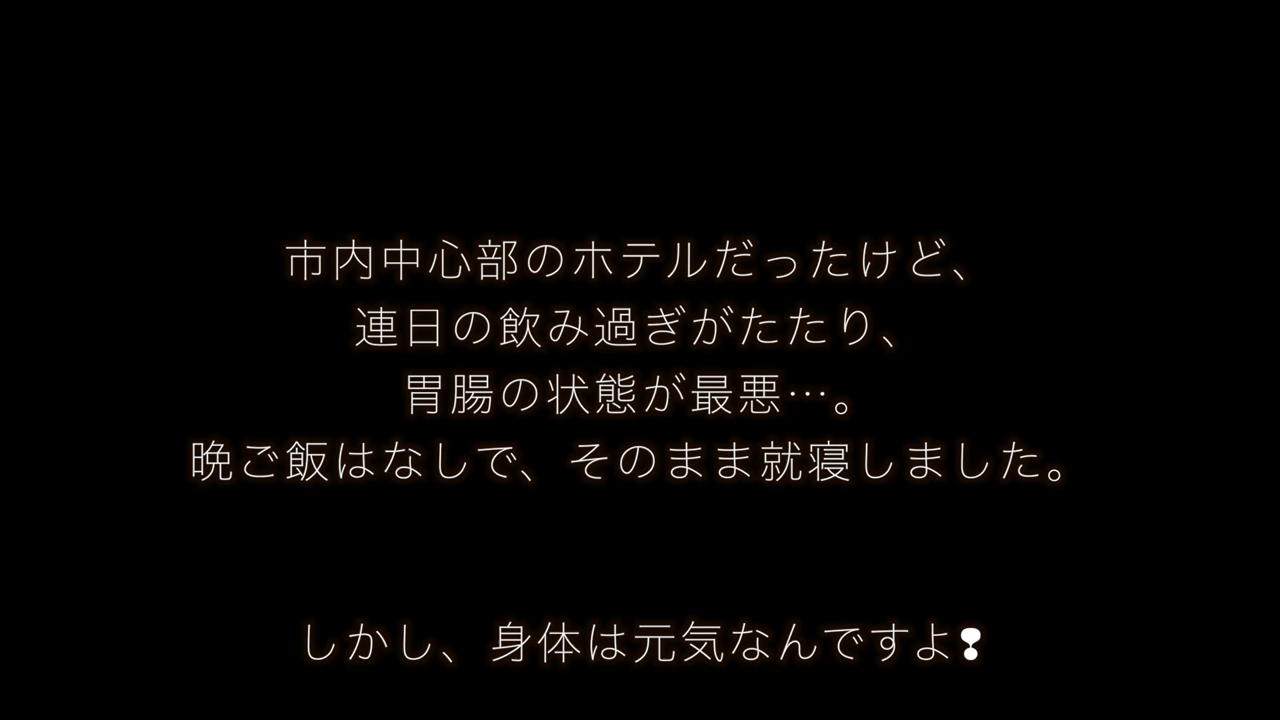 市内中心部のホテルだったけど、
連日の飲み過ぎがたたり、
胃腸の状態が最悪…。
晩ご飯はなしで、そのまま就寝しました。
しかし、身体は元気なんですよ❢